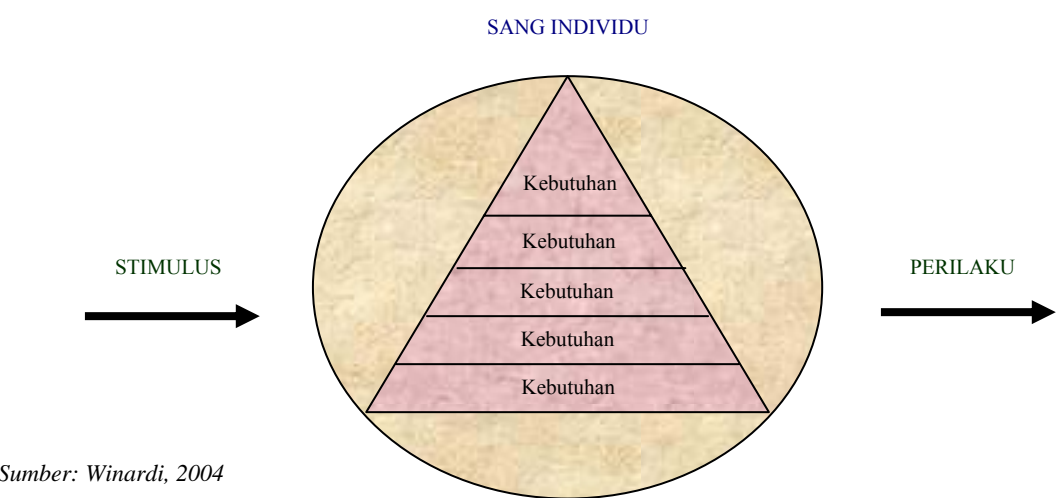 SANG INDIVIDU
Kebutuhan
Kebutuhan
STIMULUS
PERILAKU
Kebutuhan
Kebutuhan
Kebutuhan
Sumber: Winardi, 2004